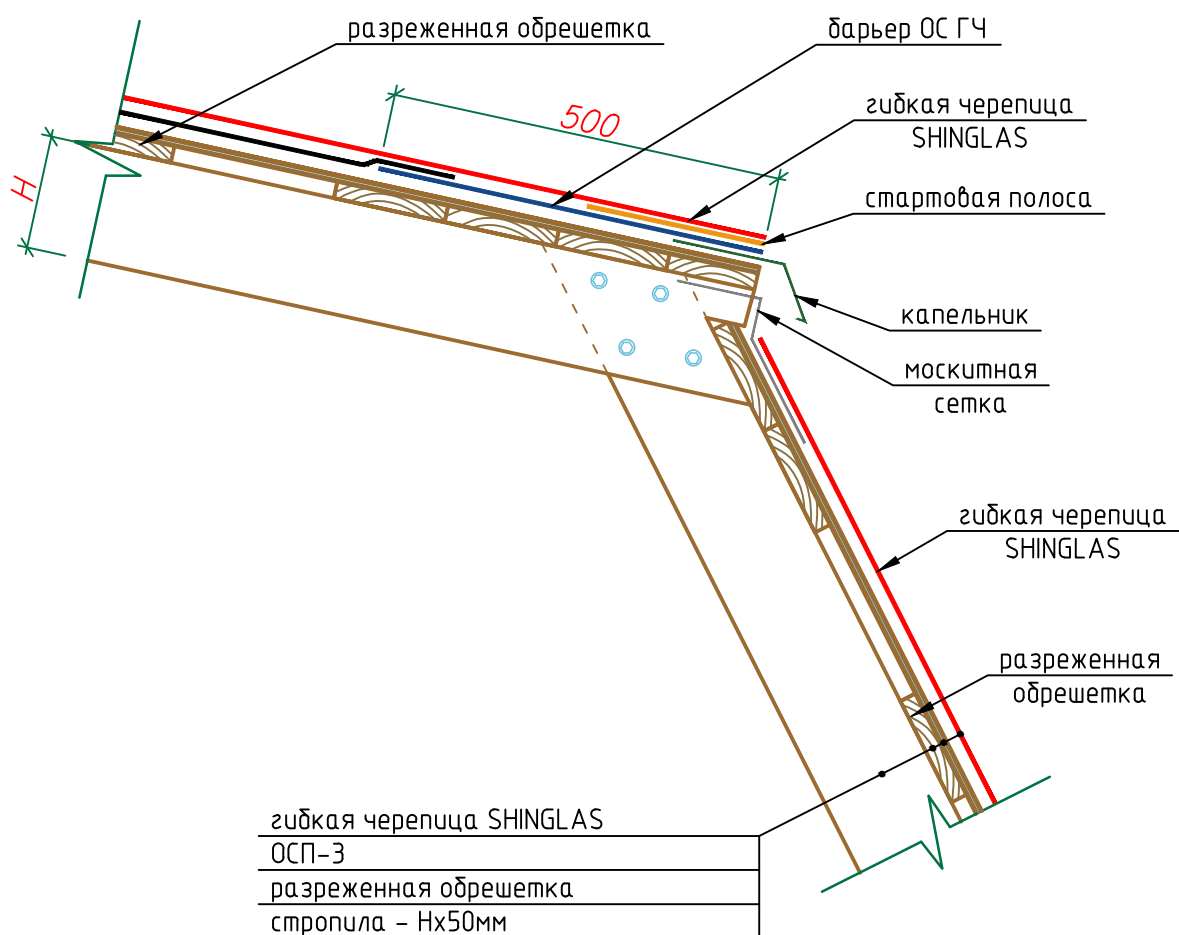 разреженная обрешетка
барьер ОС ГЧ
гибкая черепица
SHINGLAS
500
H
стартовая полоса
капельник
москитная
сетка
гибкая черепица
SHINGLAS
разреженная
обрешетка
гибкая черепица SHINGLAS
ОСП-3
разреженная обрешетка
стропила - Нх50мм